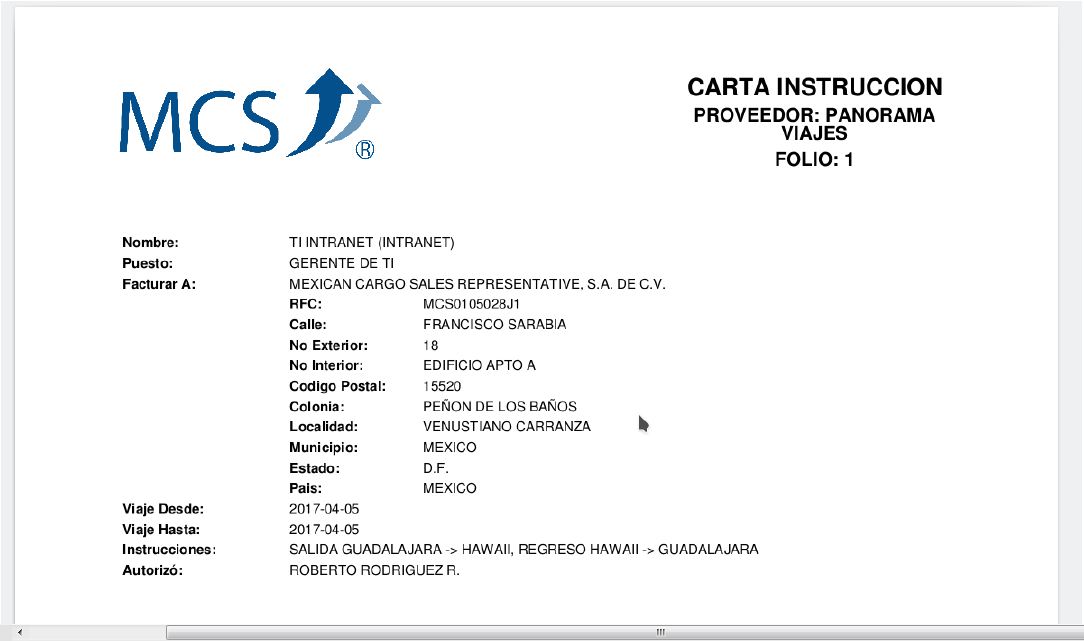 MCS ®
CARTA INSTRUCCION
PROVEEDOR: PANORAMA
VIAJES
FOLIO: 1
Nombre: TI INTRANET (INTRANET)
Puesto: GERENTE DE TI
Facturar A: MEXICAN CARGO SALES REPRESENTATIVE, S.A. DE C.V.
RFC: MCS0105028J1
Calle: FRANCISCO SARABIA
No Exterior: 18
No Interior: EDIFICIO APTO A
Codigo Postal: 15520
Colonia: PEÑON DE LOS BAÑOS
Localidad: VENUSTIANO CARRANZA
Municipio: MEXICO
Estado: D.F.
Pais: MEXICO
Viaje Desde: 2017-04-05
Viaje Hasta: 2017-04-05
Instrucciones: SALIDA GUADALAJARA -> HAWAII, REGRESO HAWAII -> GUADALAJARA
Autorizó: ROBERTO RODRIGUEZ R.